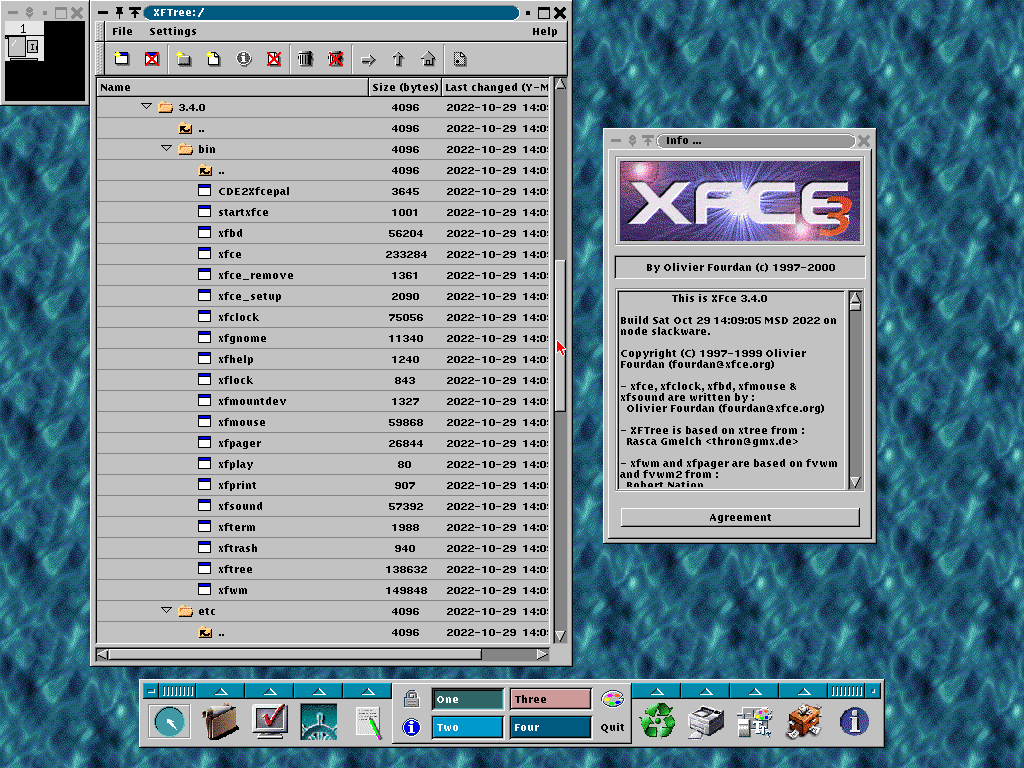 1
XFTree: /
File Settings Help
Name Size (bytes) Last changed (Y-M
3.4.0 4096 2022-10-29 14:0
.. 4096 2022-10-29 14:0
bin 4096 2022-10-29 14:0
.. 4096 2022-10-29 14:0
CDE2Xfcepal 3645 2022-10-29 14:0
startxfce 1001 2022-10-29 14:0
xfbd 56204 2022-10-29 14:0
xfce 233284 2022-10-29 14:0
xfce_remove 1361 2022-10-29 14:0
xfce_setup 2090 2022-10-29 14:0
xfclock 75056 2022-10-29 14:0
xfgnome 11340 2022-10-29 14:0
xfhelp 1240 2022-10-29 14:0
xflock 843 2022-10-29 14:0
xfmountdev 1327 2022-10-29 14:0
xfmouse 59868 2022-10-29 14:0
xfpager 26844 2022-10-29 14:0
xfplay 80 2022-10-29 14:0
xfprint 907 2022-10-29 14:0
xfsound 57392 2022-10-29 14:0
xfterm 1988 2022-10-29 14:0
xftrash 940 2022-10-29 14:0
xftree 138632 2022-10-29 14:0
xfwm 149848 2022-10-29 14:0
etc 4096 2022-10-29 14:0
.. 4096 2022-10-29 14:0
Info ...
XFCE 3
By Olivier Fourdan (c) 1997-2000
This is XFce 3.4.0
Build Sat Oct 29 14:09:05 MSD 2022 on
node slackware.
Copyright (C) 1997-1999 Olivier
Fourdan (fourdan@xfce.org)
- xfce, xfclock, xfbd, xfmouse &
xfsound are written by :
Olivier Fourdan (fourdan@xfce.org)
- XFTree is based on xtree from :
Rasca Gmelch <thron@gmx.de>
- xfwm and xfpager are based on fvwm
and fvwm2 from :
Robert Nation
Agreement
One Three
Two Four Quit